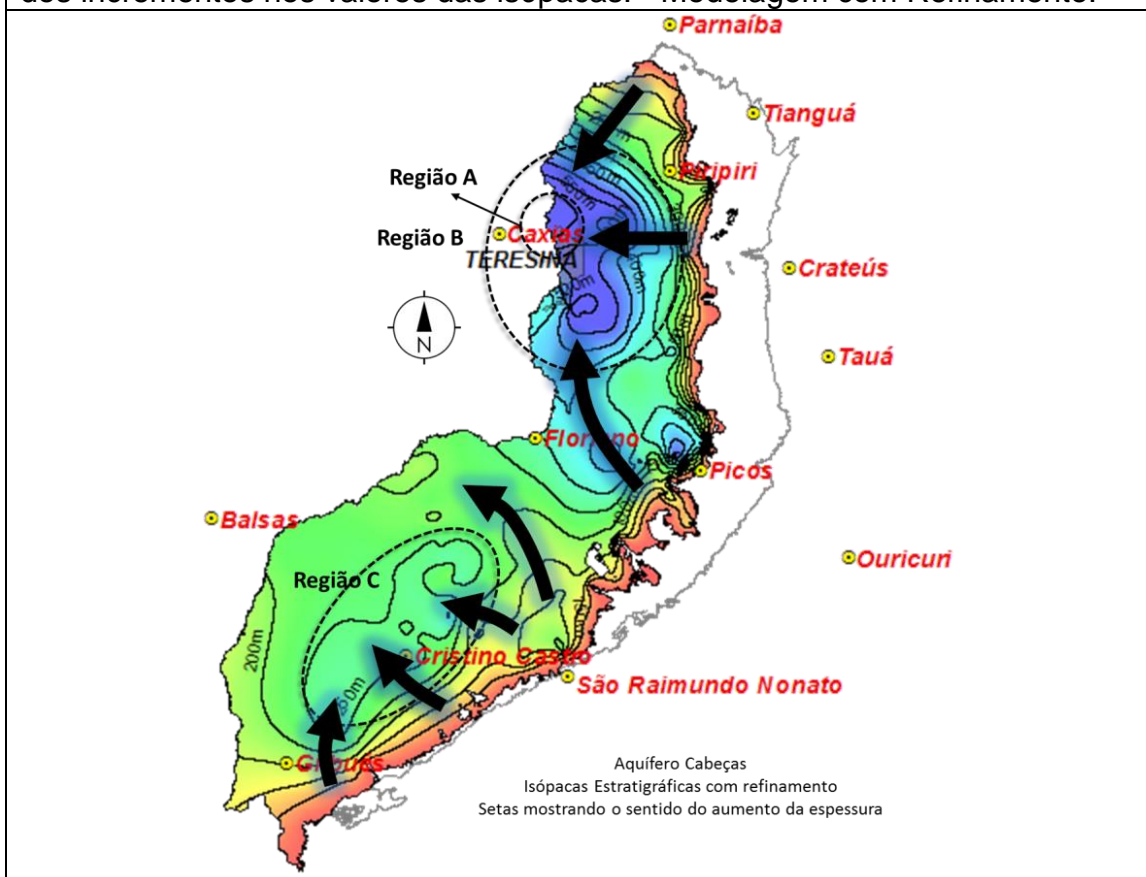 dos incrementos nos valores das isópacas. - Modelagem com Refinamento.
Parnaíba
Tianguá
Piripiri
Região A
550m
Região B
Caxias
TERESINA
Crateús
N
Tauá
Floriano
Picos
Balsas
Ouricuri
Região C
200m
Cristino Castro
São Raimundo Nonato
Gilbués
Aquífero Cabeças
Isópacas Estratigráficas com refinamento
Setas mostrando o sentido do aumento da espessura